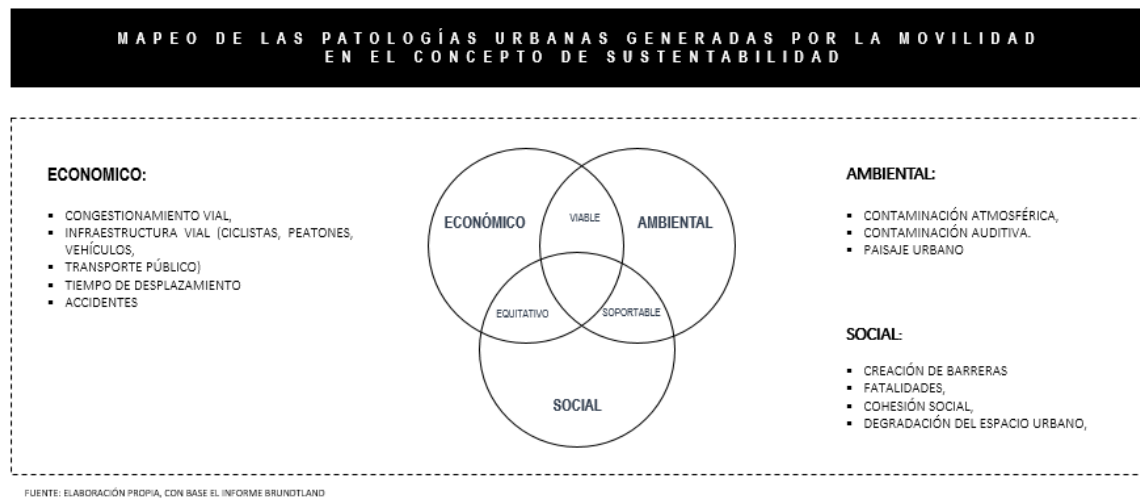 MAPEO DE LAS PATOLOGÍAS URBANAS GENERADAS POR LA MOVILIDAD
EN EL CONCEPTO DE SUSTENTABILIDAD
ECONOMICO:
▪ CONGESTIONAMIENTO VIAL,
▪ INFRAESTRUCTURA VIAL (CICLISTAS, PEATONES,
VEHÍCULOS,
▪ TRANSPORTE PÚBLICO)
▪ TIEMPO DE DESPLAZAMIENTO
▪ ACCIDENTES
ECONÓMICO
VIABLE
AMBIENTAL
EQUITATIVO
SOPORTABLE
SOCIAL
AMBIENTAL:
▪ CONTAMINACIÓN ATMOSFÉRICA,
▪ CONTAMINACIÓN AUDITIVA.
▪ PAISAJE URBANO
SOCIAL:
▪ CREACIÓN DE BARRERAS
▪ FATALIDADES,
▪ COHESIÓN SOCIAL,
▪ DEGRADACIÓN DEL ESPACIO URBANO,
FUENTE: ELABORACIÓN PROPIA, CON BASE EL INFORME BRUNDTLAND